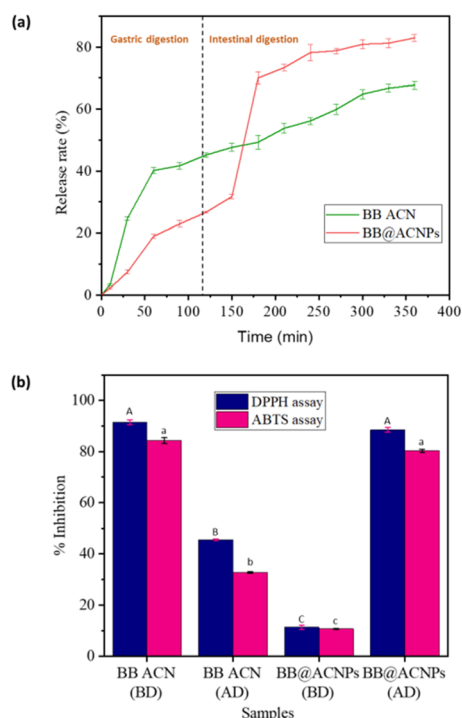 (a)
Gastric digestion
Intestinal digestion
Release rate (%)
80
60
40
20
0
BB ACN
BB@ACNPs
0 50 100 150 200 250 300 350 400
Time (min)
(b)
% Inhibition
100
80
60
40
20
0
DPPH assay
ABTS assay
A a B b C c A a
BB ACN BB ACN BB@ACNPs BB@ACNPs
(BD) (AD) (BD) (AD)
Samples